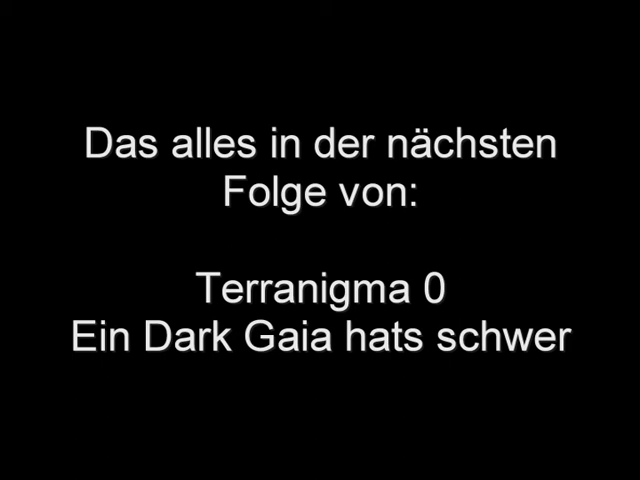 Das alles in der nächsten
Folge von:
Terranigma 0
Ein Dark Gaia hats schwer